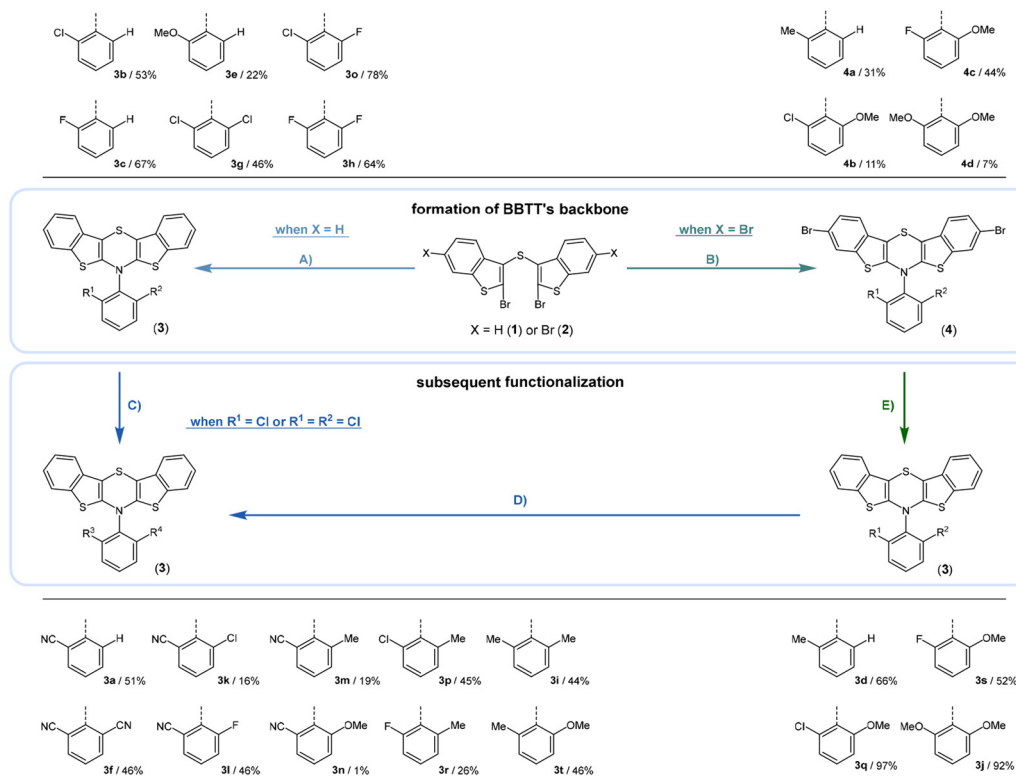 Cl H MeO H Cl F Me H F OMe
3b / 53% 3e / 22% 3o / 78% 4a / 31% 4c / 44%
F H Cl Cl F F Cl OMe MeO OMe
3c / 67% 3g / 46% 3h / 64% 4b / 11% 4d / 7%
formation of BBTT's backbone
when X = H when X = Br
A) B)
S S N S R¹ R² (3)
X S X S Br Br S
X = H (1) or Br (2)
Br S Br S N S R¹ R² (4)
subsequent functionalization
C) E)
when R¹ = Cl or R¹ = R² = Cl
D)
S S N S R³ R⁴ (3)
S S N S R¹ R² (3)
NC H NC Cl NC Me Cl Me Me Me Me H F OMe
3a / 51% 3k / 16% 3m / 19% 3p / 45% 3i / 44% 3d / 66% 3s / 52%
NC CN NC F NC OMe F Me Me OMe Cl OMe MeO OMe
3f / 46% 3l / 46% 3n / 1% 3r / 26% 3t / 46% 3q / 97% 3j / 92%